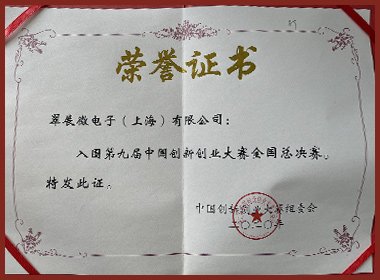 荣誉证书
翠展微电子（上海）有限公司：
入围第九届中国创新创业大赛全国总决赛。
特发此证。
中国创新创业大赛组委会
二〇二〇年